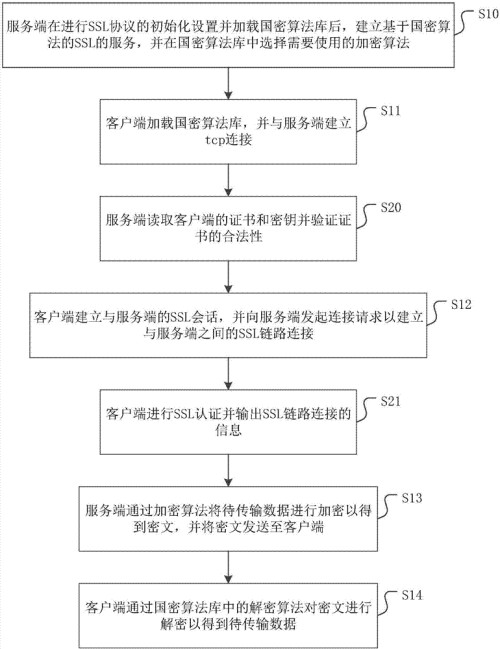 服务端在进行SSL协议的初始化设置并加载国密算法库后，建立基于国密算
法的SSL的服务，并在国密算法库中选择需要使用的加密算法
S10
客户端加载国密算法库，并与服务端建立
tcp连接
S11
服务端读取客户端的证书和密钥并验证证
书的合法性
S20
客户端建立与服务端的SSL会话，并向服务端发起连接请求以建立
与服务端之间的SSL链路连接
S12
客户端进行SSL认证并输出SSL链路连接的
信息
S21
服务端通过加密算法将待传输数据进行加密以得
到密文，并将密文发送至客户端
S13
客户端通过国密算法库中的解密算法对密文进行
解密以得到待传输数据
S14